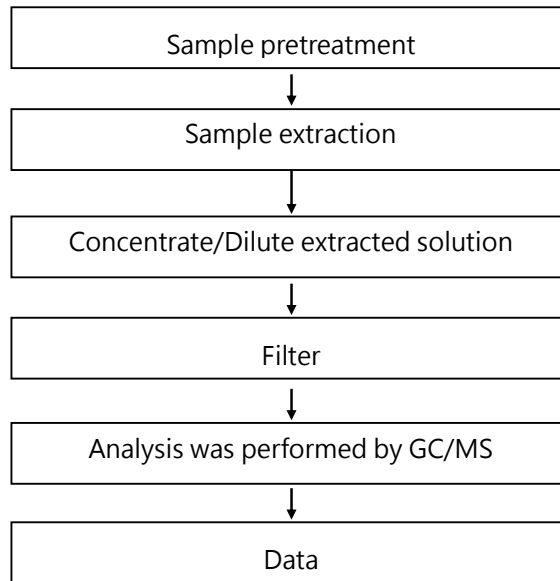 Sample pretreatment
Sample extraction
Concentrate/Dilute extracted solution
Filter
Analysis was performed by GC/MS
Data